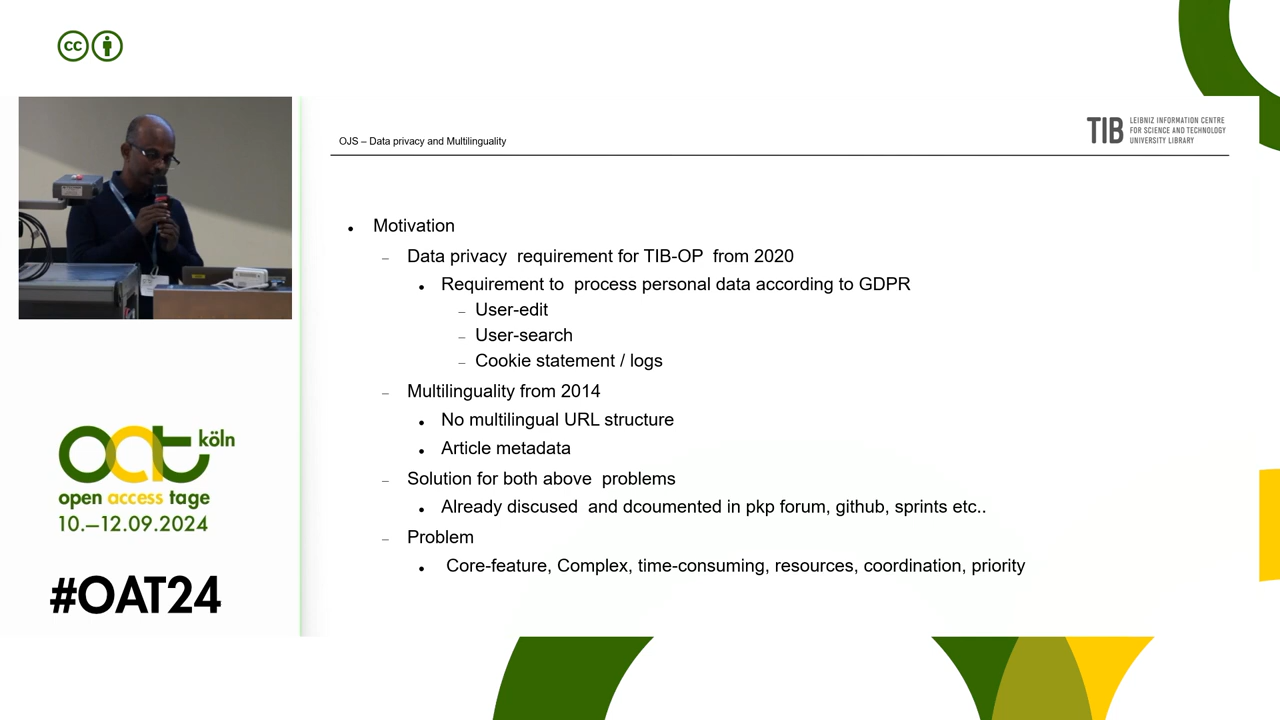 cc
OJS – Data privacy and Multilinguality
TIB LEIBNIZ INFORMATION CENTRE
FOR SCIENCE AND TECHNOLOGY
UNIVERSITY LIBRARY
• Motivation
– Data privacy requirement for TIB-OP from 2020
• Requirement to process personal data according to GDPR
– User-edit
– User-search
– Cookie statement / logs
– Multilinguality from 2014
• No multilingual URL structure
• Article metadata
– Solution for both above problems
• Already discused and dcoumented in pkp forum, github, sprints etc..
– Problem
• Core-feature, Complex, time-consuming, resources, coordination, priority
oat köln
open access tage
10.–12.09.2024
#OAT24